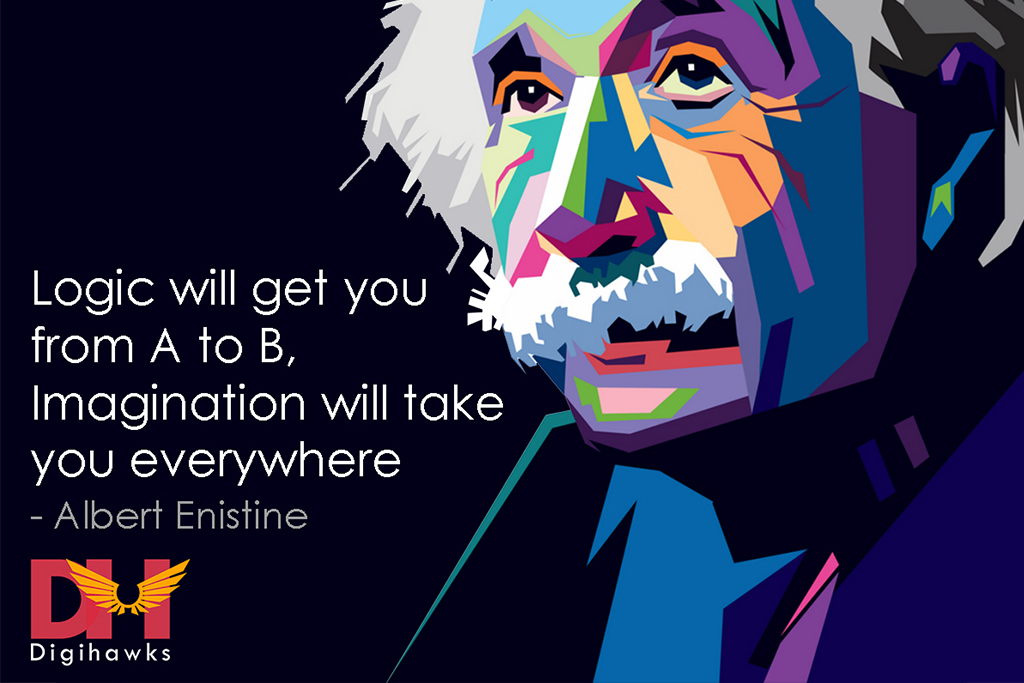 Logic will get you
from A to B,
Imagination will take
you everywhere
- Albert Enistine
DH
Digihawks